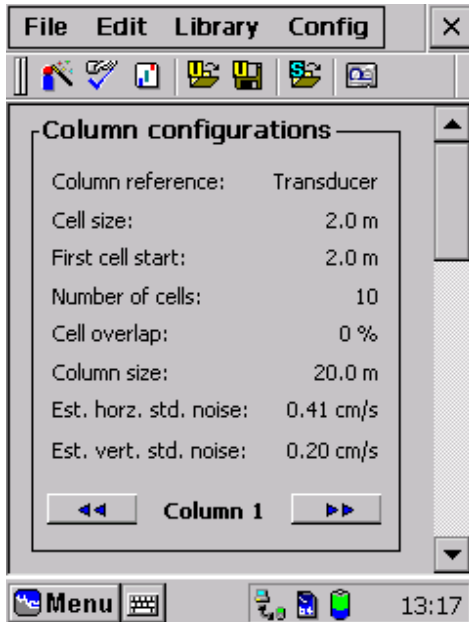 File Edit Library Config
Column configurations
Column reference: Transducer
Cell size: 2.0 m
First cell start: 2.0 m
Number of cells: 10
Cell overlap: 0 %
Column size: 20.0 m
Est. horz. std. noise: 0.41 cm/s
Est. vert. std. noise: 0.20 cm/s
Column 1
Menu 13:17